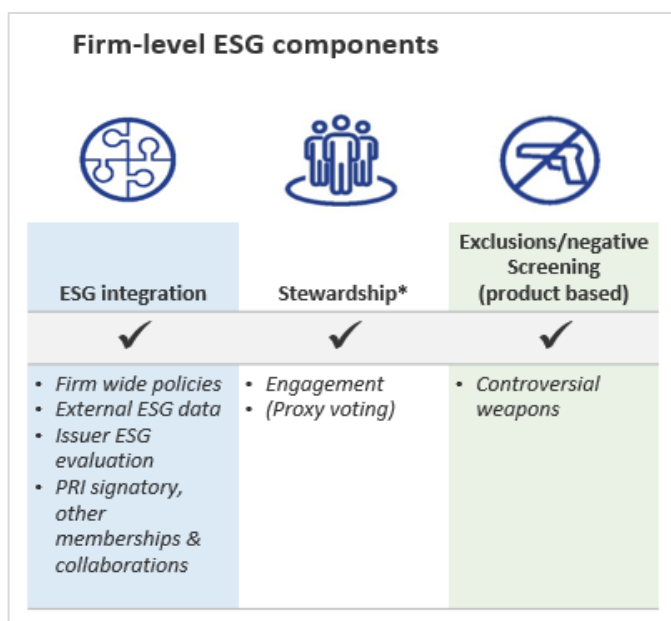 Firm-level ESG components
ESG integration
Stewardship*
Exclusions/negative
Screening
(product based)
✓
✓
✓
• Firm wide policies
• External ESG data
• Issuer ESG
evaluation
• PRI signatory,
other
memberships &
collaborations
• Engagement
• (Proxy voting)
• Controversial
weapons